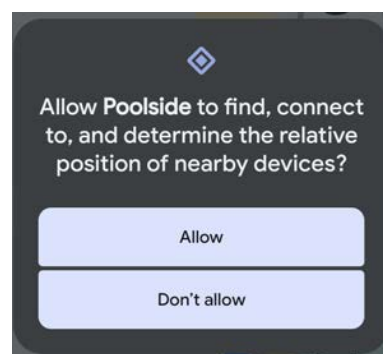 Allow Poolside to find, connect
to, and determine the relative
position of nearby devices?
Allow
Don't allow